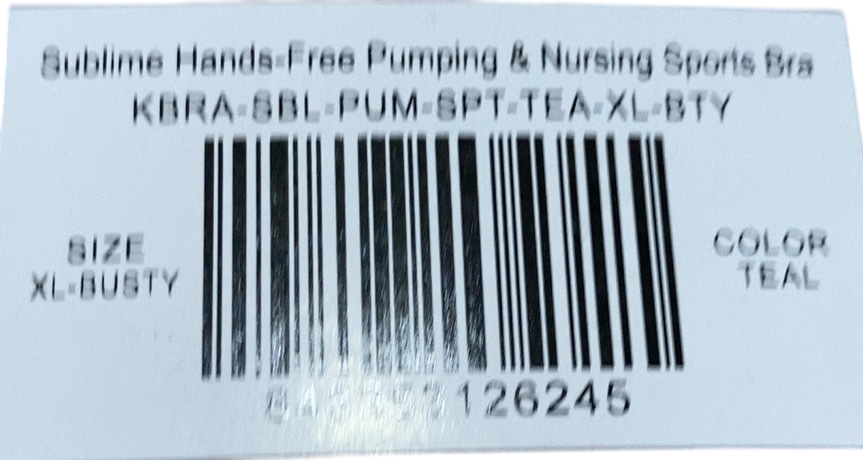 Sublime Hands-Free Pumping & Nursing Sports Bra
KBRA-SBL-PUM-SPT-TEA-XL-BTY
SIZE
XL-BUSTY
COLOR
TEAL